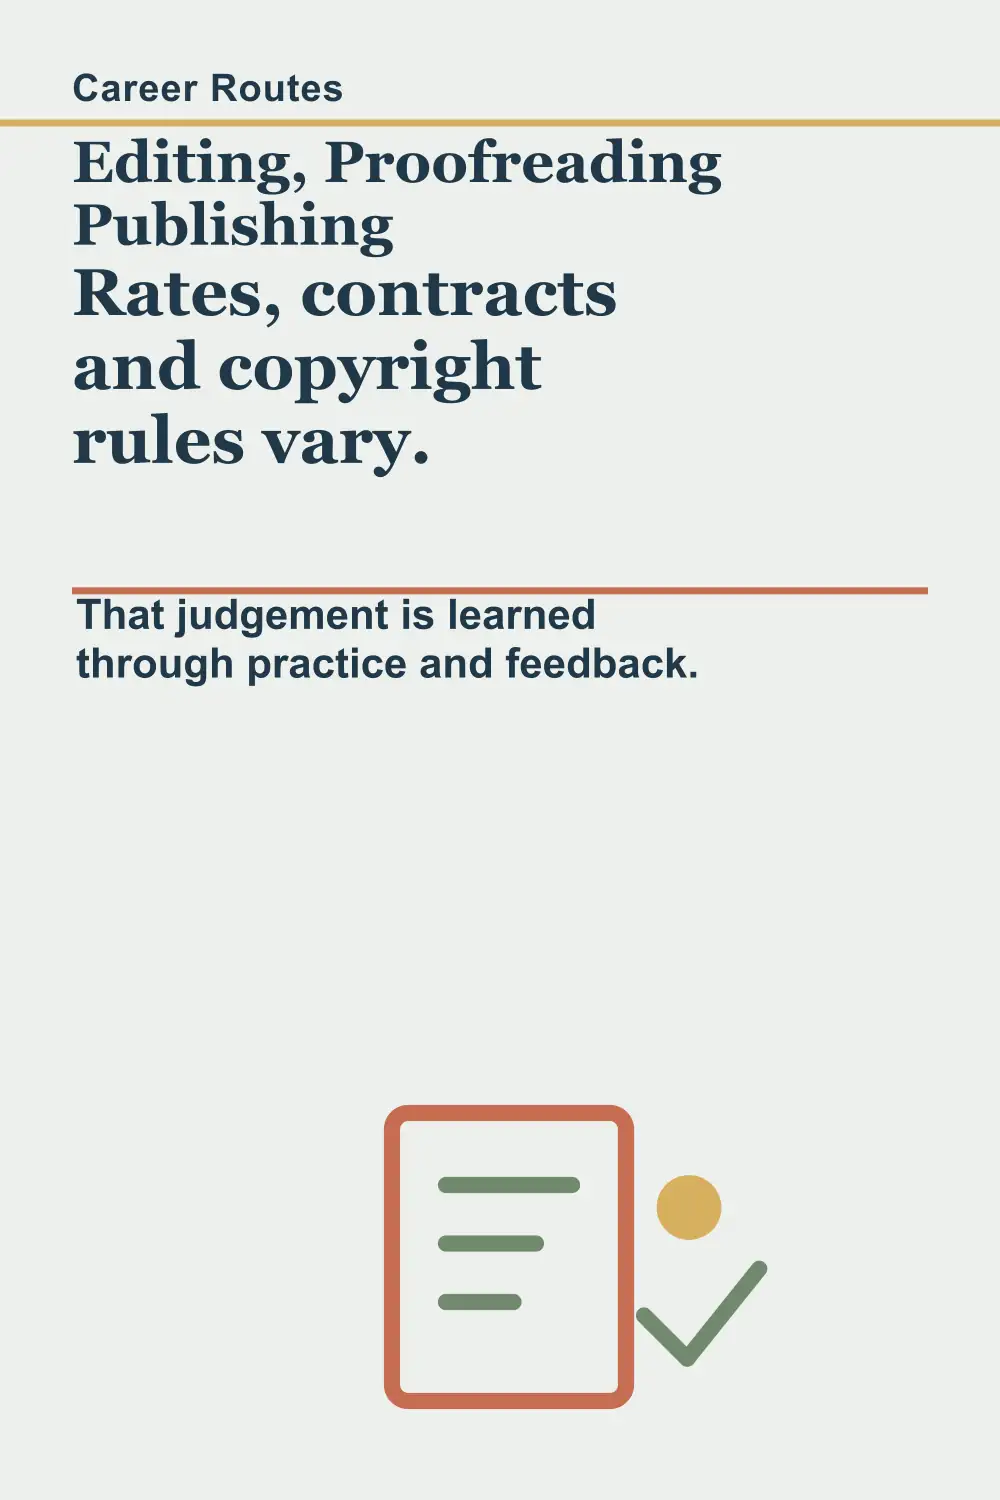 Career Routes
Editing, Proofreading
Publishing
Rates, contracts
and copyright
rules vary.
That judgement is learned
through practice and feedback.